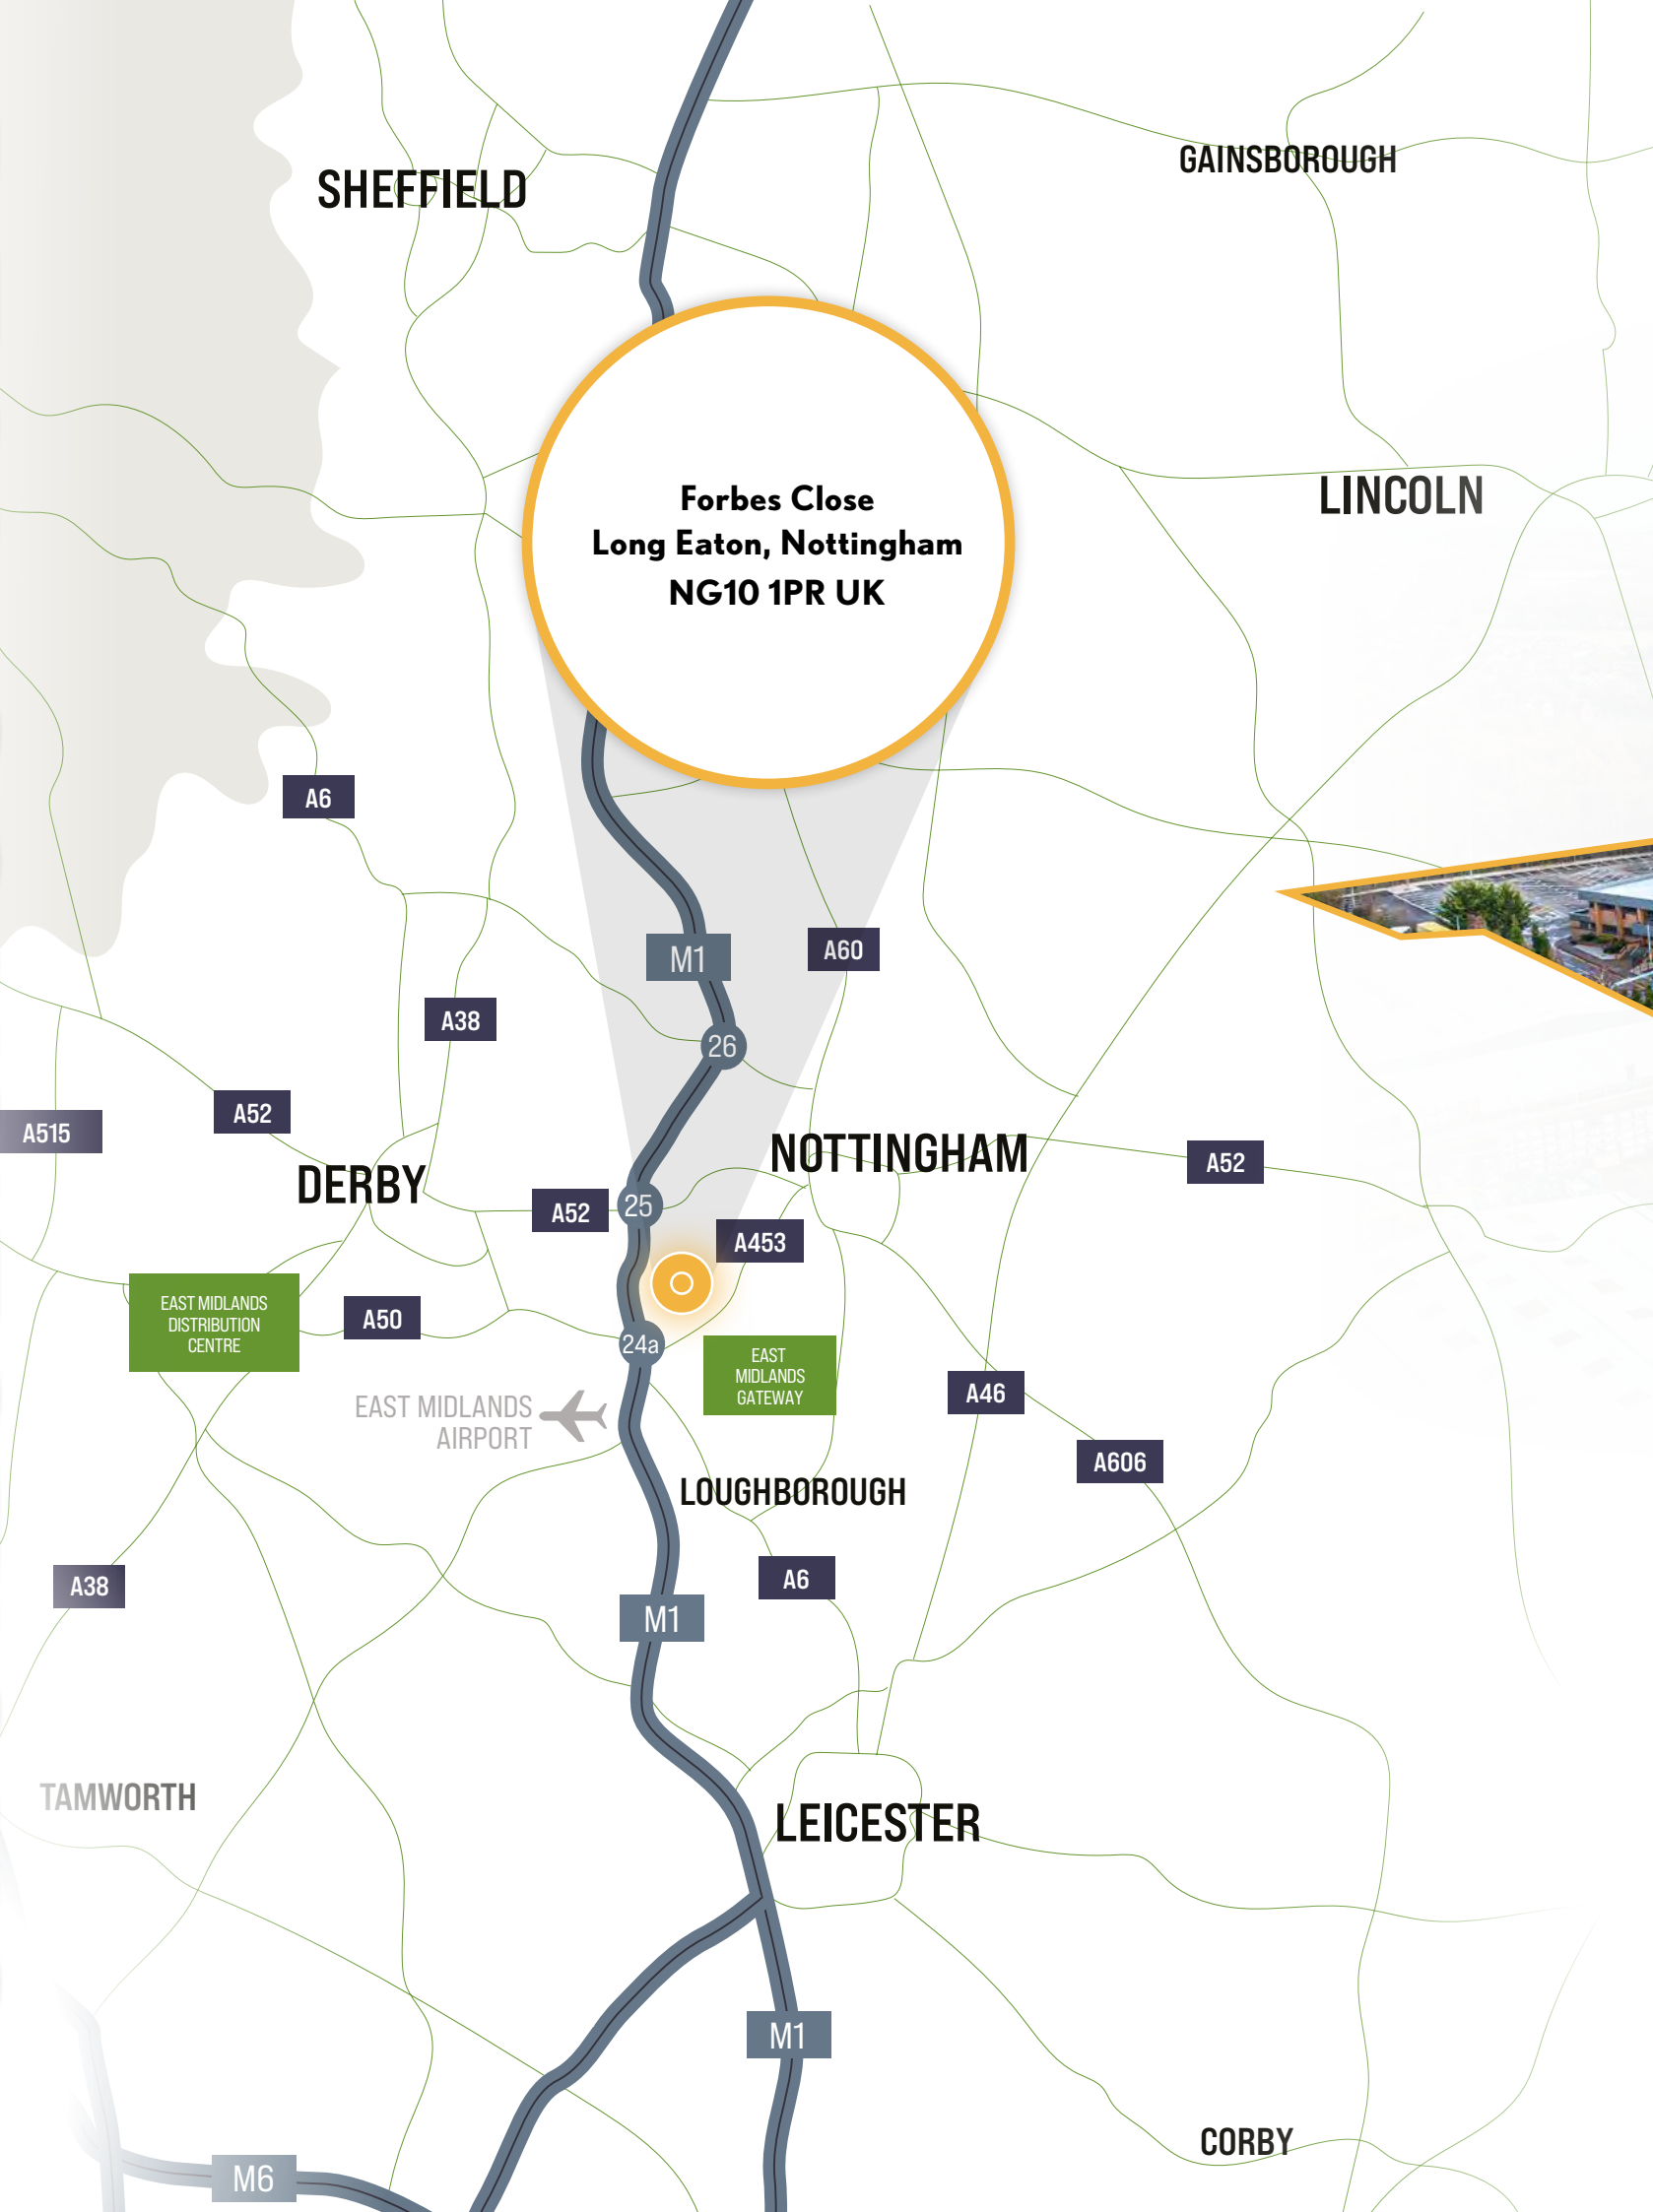 GAINSBOROUGH
SHEFFIELD
LINCOLN
Forbes Close
Long Eaton, Nottingham
NG10 1PR UK
A6
M1
A60
A38
26
A52
A515
NOTTINGHAM
A52
DERBY
A52
25
A453
EAST MIDLANDS
DISTRIBUTION
CENTRE
A50
24a
EAST
MIDLANDS
GATEWAY
A46
EAST MIDLANDS
AIRPORT
A606
LOUGHBOROUGH
A6
A38
M1
TAMWORTH
LEICESTER
M1
CORBY
M6